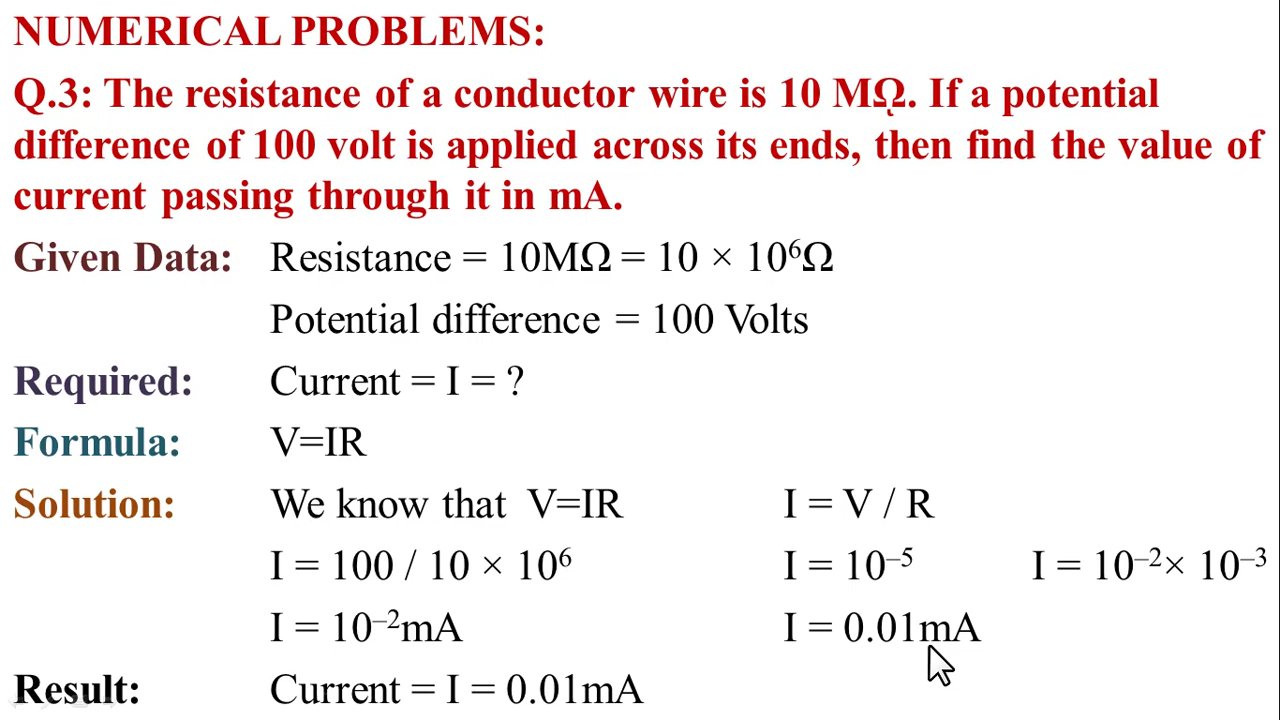 NUMERICAL PROBLEMS:
Q.3: The resistance of a conductor wire is 10 MΩ. If a potential
difference of 100 volt is applied across its ends, then find the value of
current passing through it in mA.
Given Data: Resistance = 10MΩ = 10 × 10⁶Ω
Potential difference = 100 Volts
Required: Current = I = ?
Formula: V=IR
Solution: We know that V=IR I = V / R
I = 100 / 10 × 10⁶ I = 10⁻⁵ I = 10⁻²× 10⁻³
I = 10⁻²mA I = 0.01mA
Result: Current = I = 0.01mA